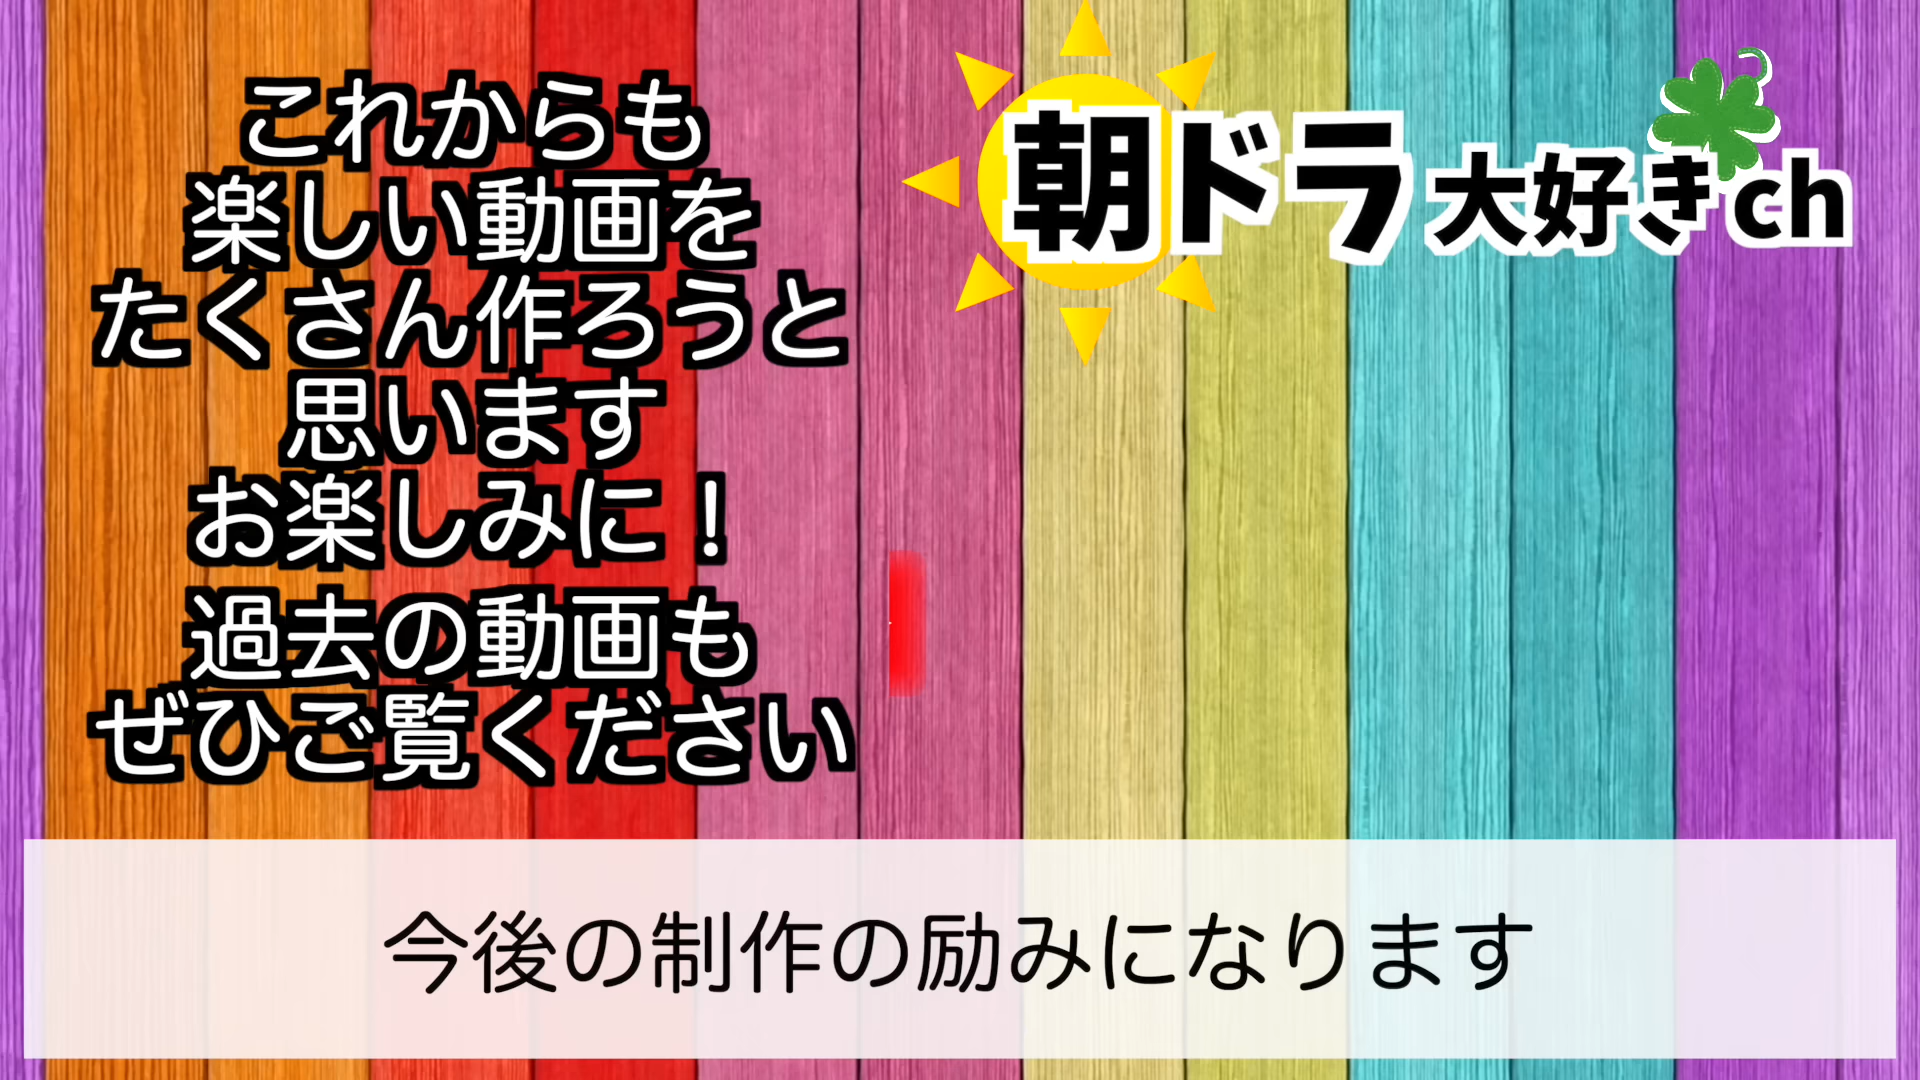 これからも
楽しい動画を
たくさん作ろうと
思います
お楽しみに！
過去の動画も
ぜひご覧ください
朝ドラ大好きch
今後の制作の励みになります